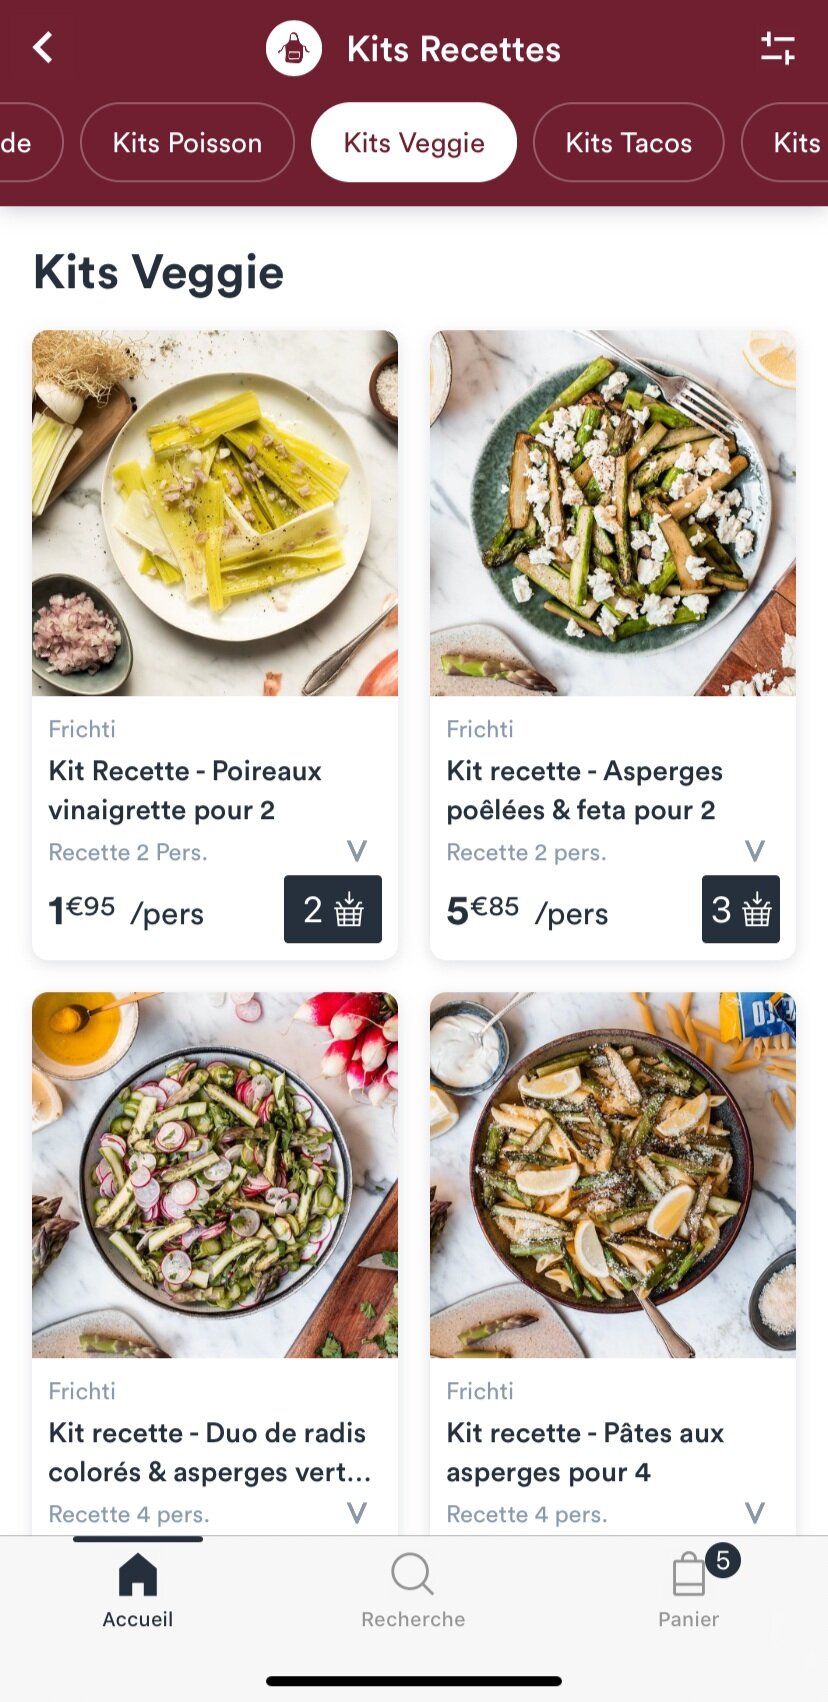 Kits Recettes
de
Kits Poisson
Kits Veggie
Kits Tacos
Kits
Kits Veggie
Frichti
Kit Recette - Poireaux
vinaigrette pour 2
Recette 2 Pers.
V
1€95 /pers
2
Frichti
Kit recette - Asperges
poêlées & feta pour 2
Recette 2 pers.
V
5€85 /pers
3
Frichti
Kit recette - Duo de radis
colorés & asperges vert...
Recette 4 pers.
V
Frichti
Kit recette - Pâtes aux
asperges pour 4
Recette 4 pers.
V
Accueil
Recherche
5
Panier